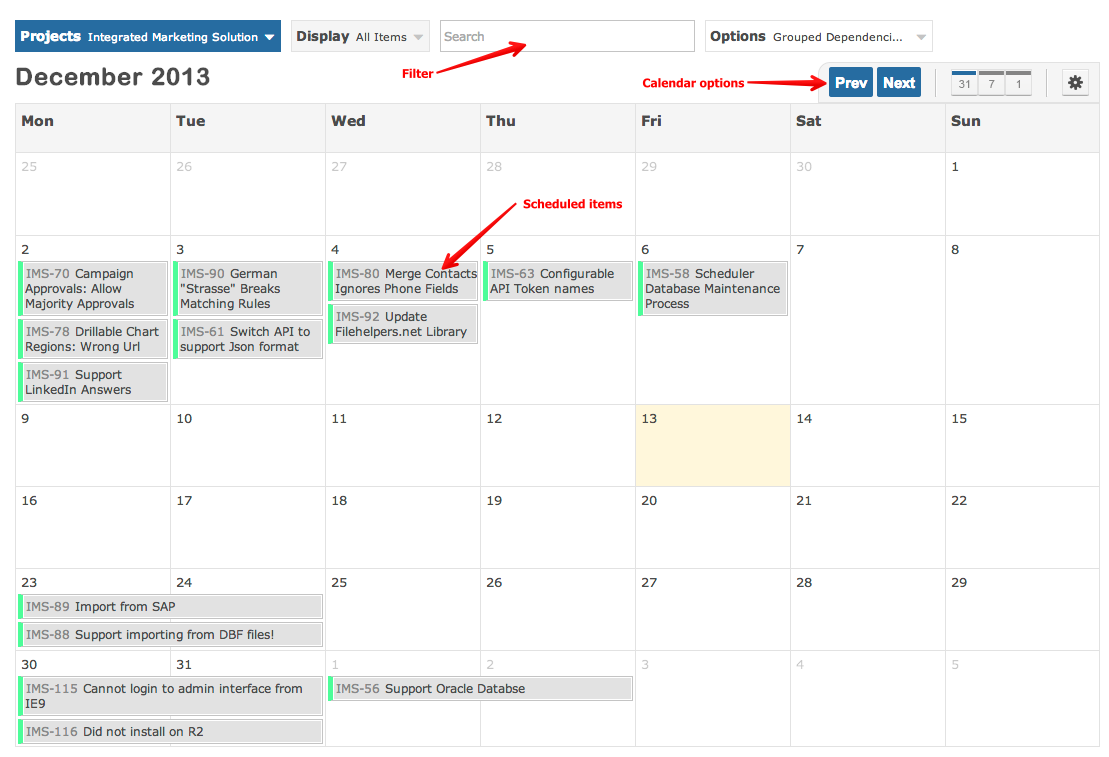 Projects Integrated Marketing Solution
Display All Items
Search
Options Grouped Dependenci...
Filter
December 2013
Calendar options
Prev
Next
31
7
1
Mon
Tue
Wed
Thu
Fri
Sat
Sun
25
26
27
28
29
30
1
Scheduled items
2
IMS-70 Campaign
Approvals: Allow
Majority Approvals
IMS-78 Drillable Chart
Regions: Wrong Url
IMS-91 Support
LinkedIn Answers
3
IMS-90 German
"Strasse" Breaks
Matching Rules
IMS-61 Switch API to
support Json format
4
IMS-80 Merge Contacts
Ignores Phone Fields
IMS-92 Update
Filehelpers.net Library
5
IMS-63 Configurable
API Token names
6
IMS-58 Scheduler
Database Maintenance
Process
7
8
9
10
11
12
13
14
15
16
17
18
19
20
21
22
23
24
25
26
27
28
29
IMS-89 Import from SAP
IMS-88 Support importing from DBF files!
30
31
1
2
3
4
5
IMS-115 Cannot login to admin interface from
IE9
IMS-56 Support Oracle Databse
IMS-116 Did not install on R2